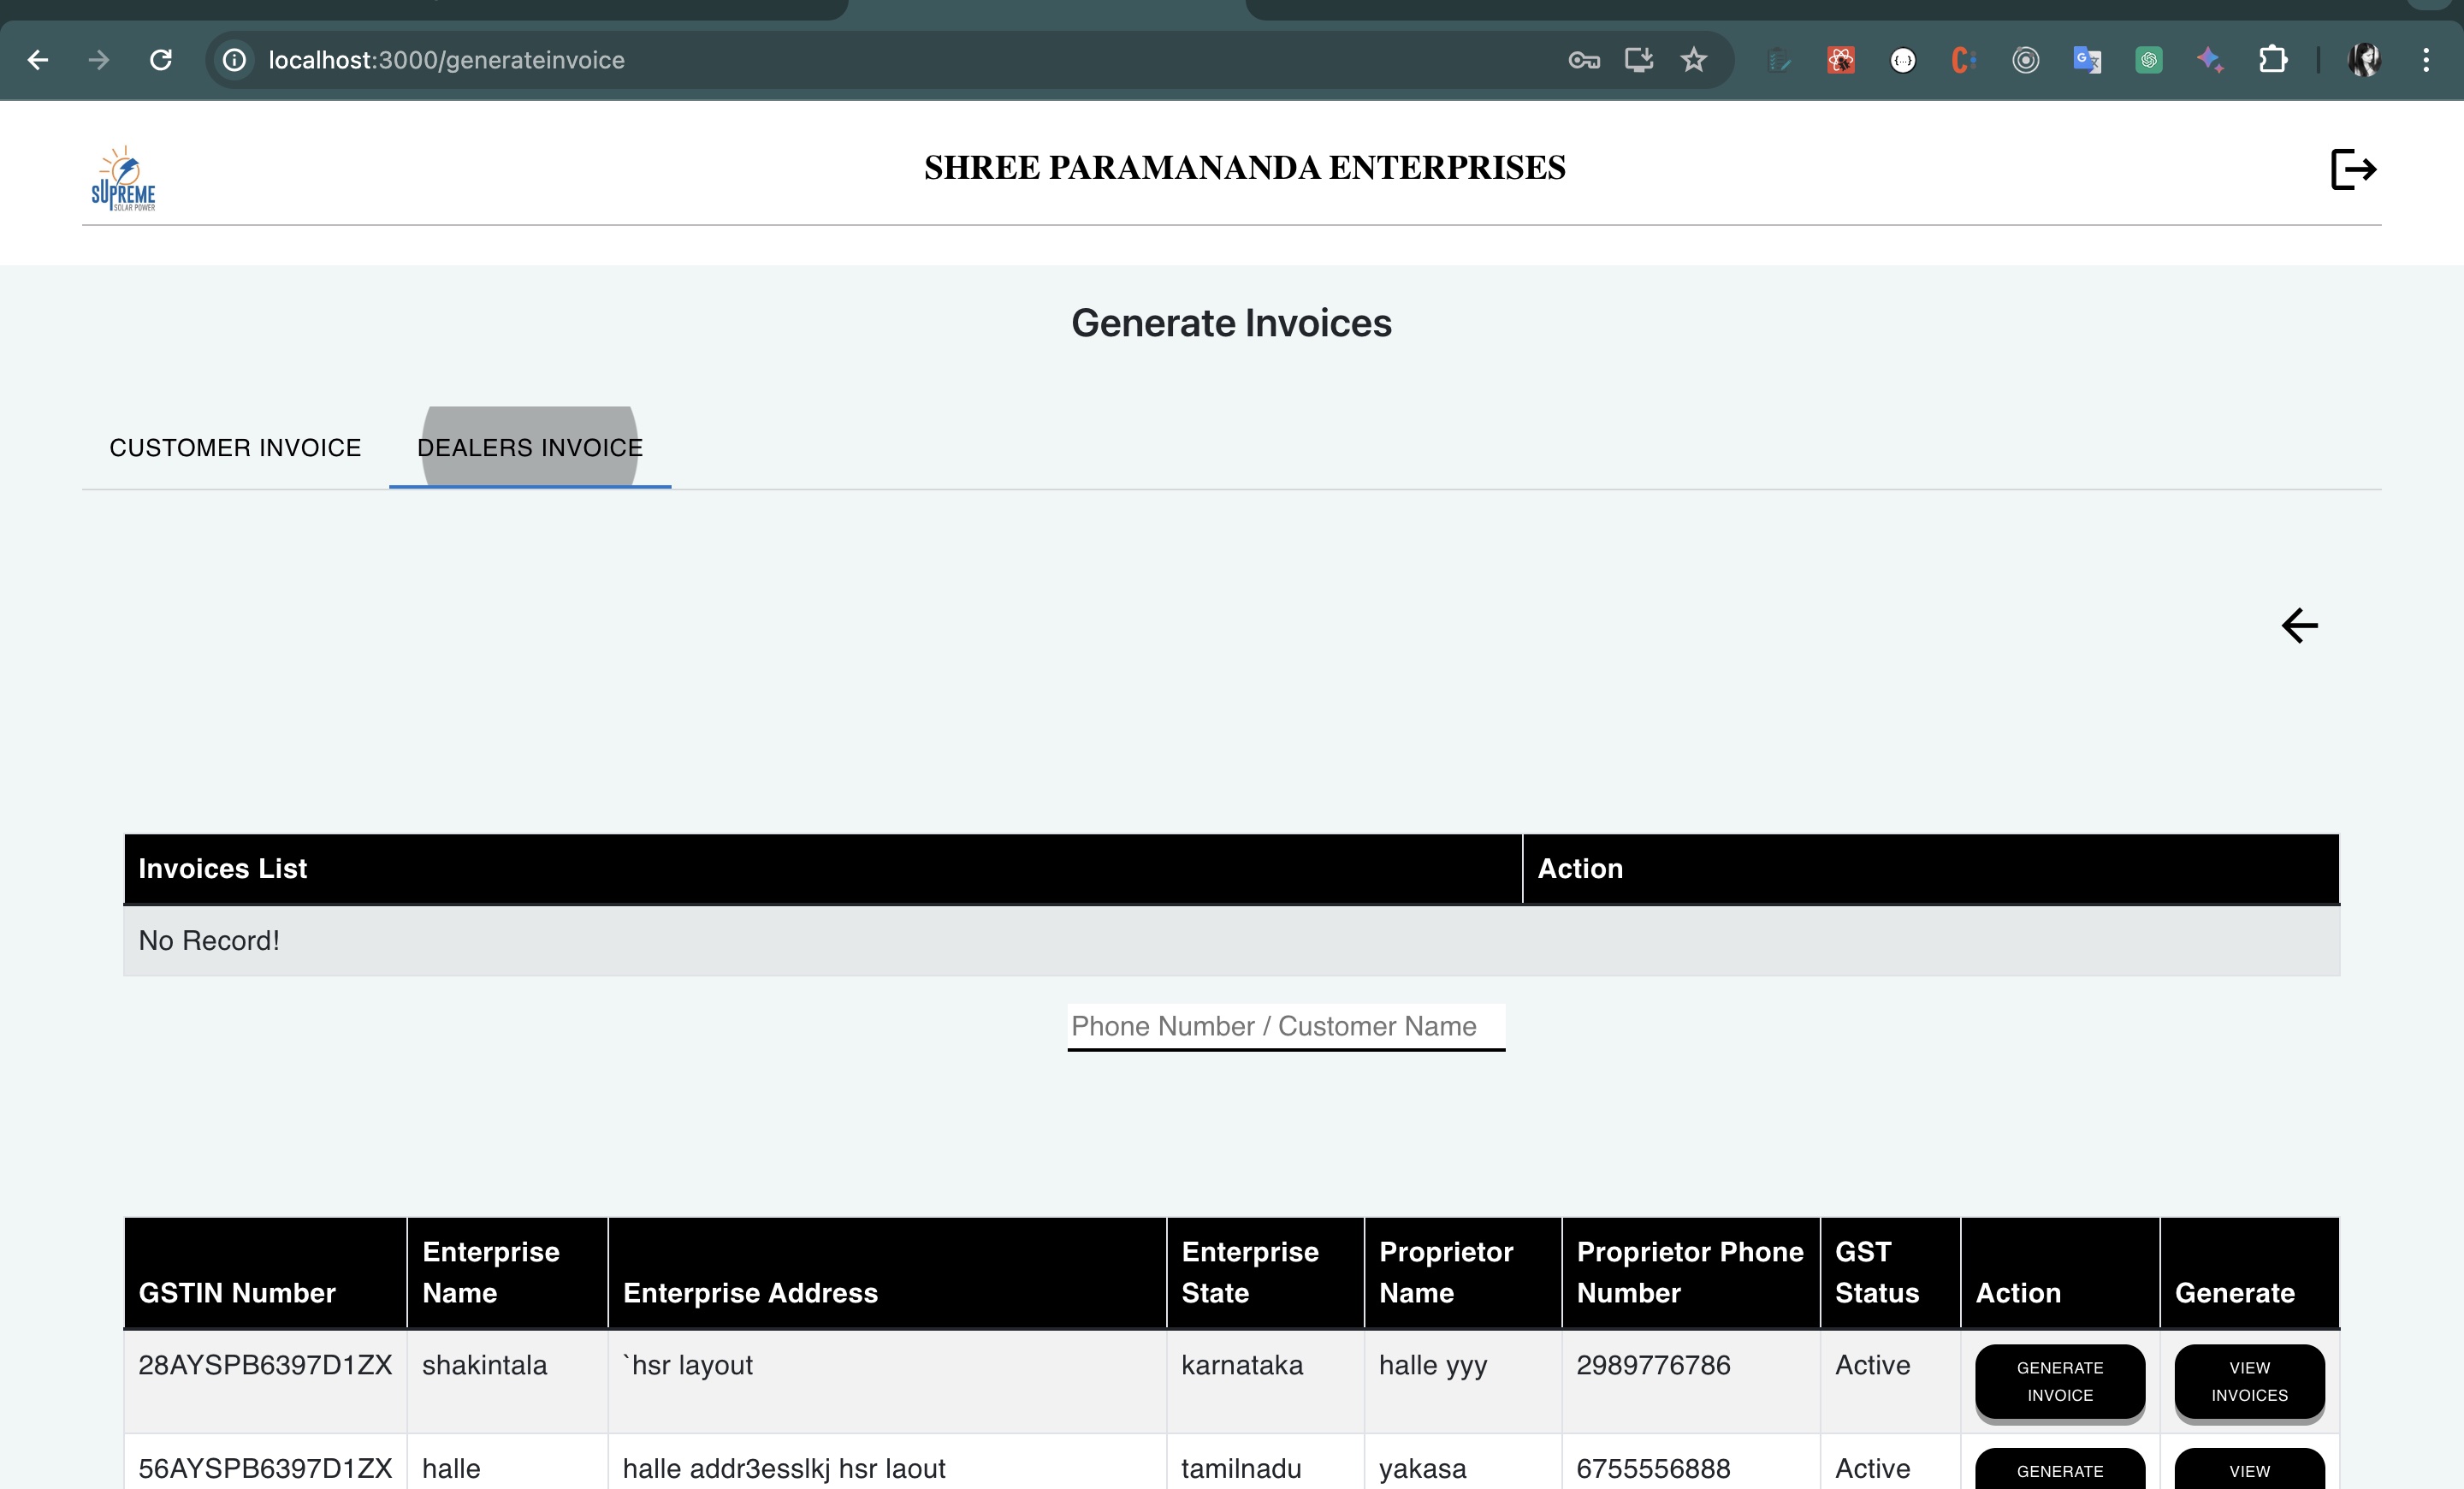 localhost:3000/generateinvoice
SUPREME
SOLAR POWER
SHREE PARAMANANDA ENTERPRISES
Generate Invoices
CUSTOMER INVOICE DEALERS INVOICE
Invoices List Action
No Record!
Phone Number / Customer Name
GSTIN Number Enterprise Name Enterprise Address Enterprise State Proprietor Name Proprietor Phone Number GST Status Action Generate
28AYSPB6397D1ZX shakintala `hsr layout karnataka halle yyy 2989776786 Active GENERATE INVOICE VIEW INVOICES
56AYSPB6397D1ZX halle halle addr3esslkj hsr laout tamilnadu yakasa 6755556888 Active GENERATE VIEW